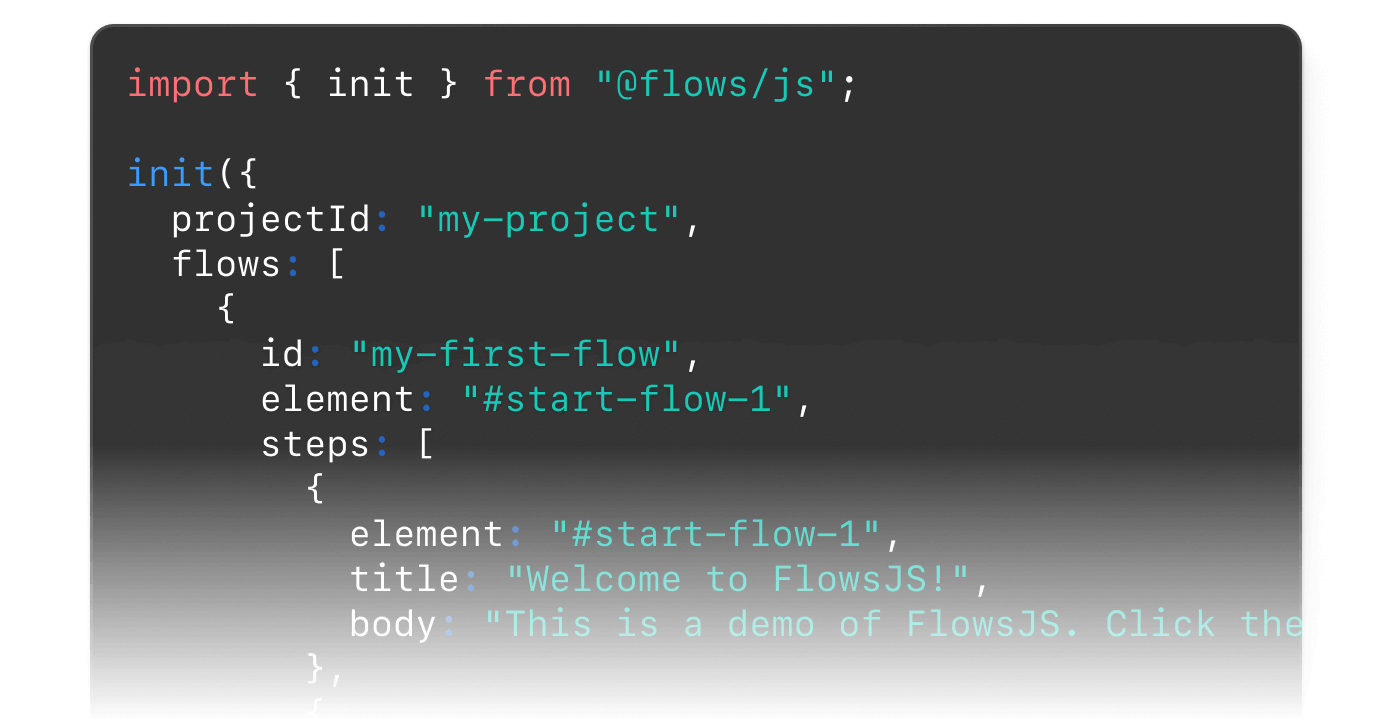 import { init } from "@flows/js";

init({
  projectId: "my-project",
  flows: [
    {
      id: "my-first-flow",
      element: "#start-flow-1",
      steps: [
        {
          element: "#start-flow-1",
          title: "Welcome to FlowsJS!",
          body: "This is a demo of FlowsJS. Click the
        },
        {